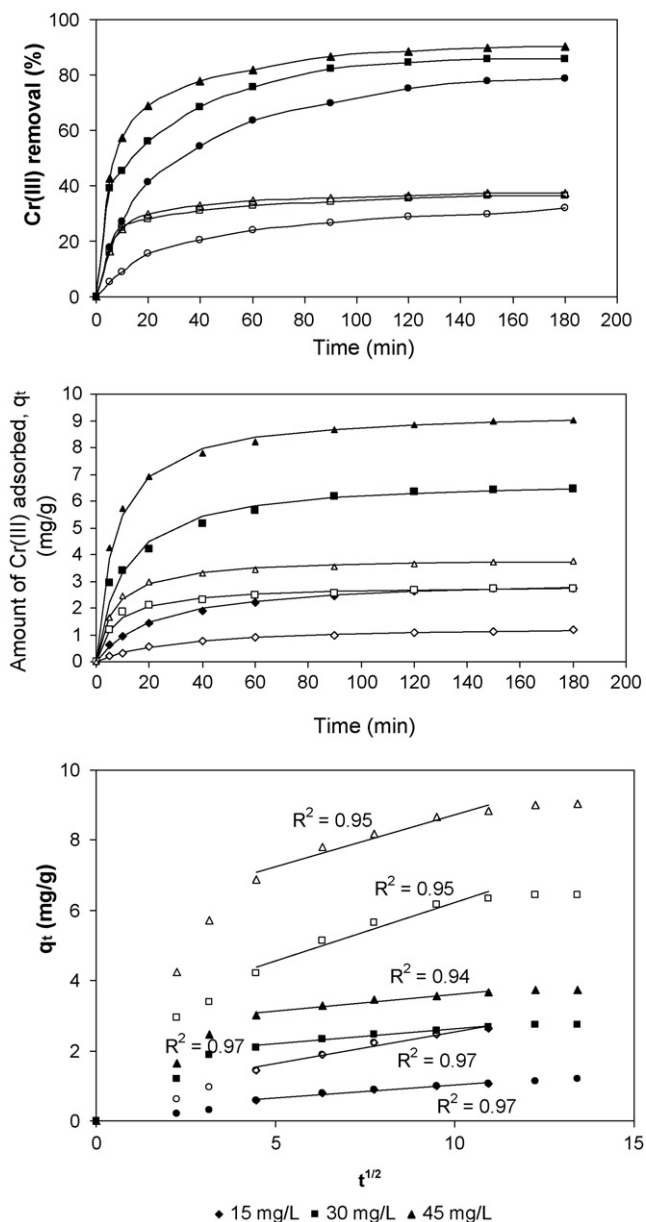 Cr(III) removal (%)
100
80
60
40
20
0
0 20 40 60 80 100 120 140 160 180 200
Time (min)
Amount of Cr(III) adsorbed, qt
(mg/g)
10
9
8
7
6
5
4
3
2
1
0
0 20 40 60 80 100 120 140 160 180 200
Time (min)
qt (mg/g)
10
8
6
4
2
0
R² = 0.95
R² = 0.95
R² = 0.94
R² = 0.97
R² = 0.97
R² = 0.97
0 5 10 15
t^1/2
15 mg/L 30 mg/L 45 mg/L